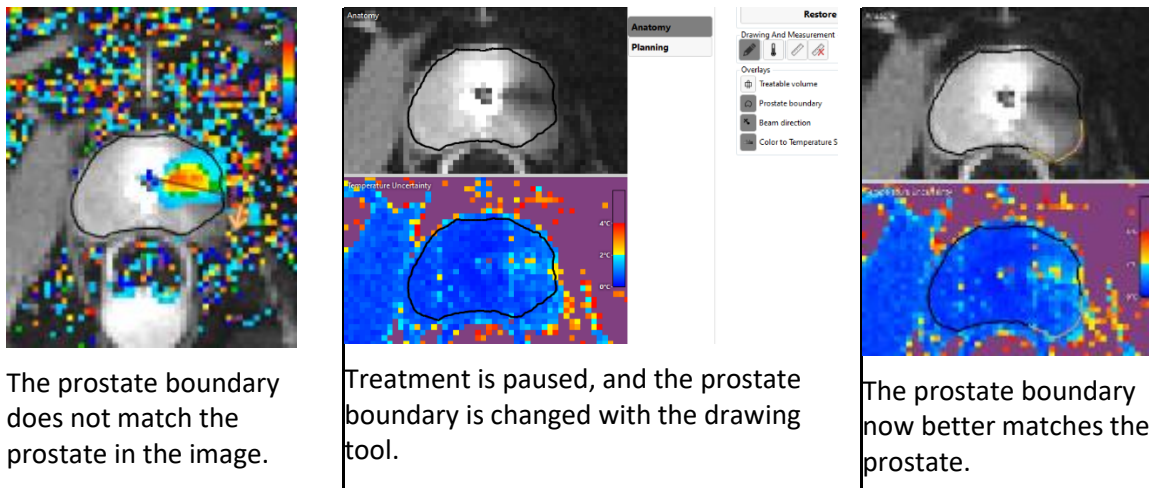 The prostate boundary
does not match the
prostate in the image.
Anatomy
Temperature Uncertainty
4°C
2°C
0°C
Anatomy
Planning
Restore
Drawing And Measurement
Overlays
Treatable volume
Prostate boundary
Beam direction
Color to Temperature S
Treatment is paused, and the prostate
boundary is changed with the drawing
tool.
Temperature Uncertainty
The prostate boundary
now better matches the
prostate.